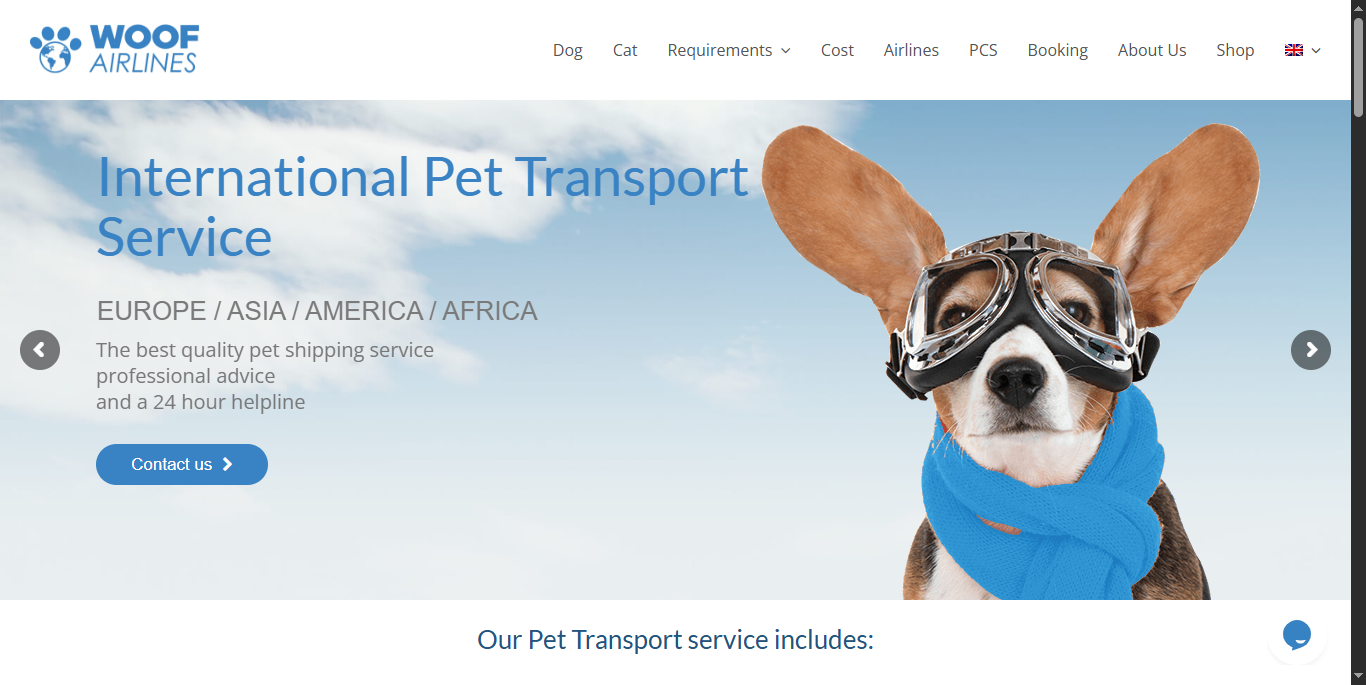 WOOF
AIRLINES
Dog Cat Requirements Cost Airlines PCS Booking About Us Shop
International Pet Transport
Service
EUROPE / ASIA / AMERICA / AFRICA
The best quality pet shipping service
professional advice
and a 24 hour helpline
Contact us
Our Pet Transport service includes: